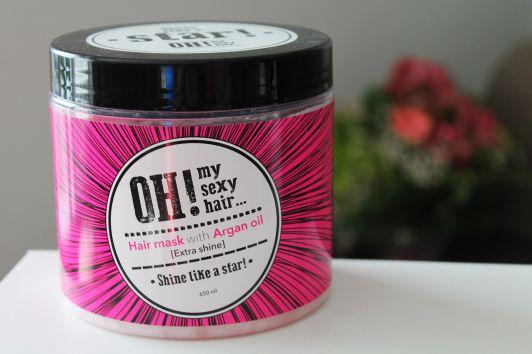 star!
OH!
OH! my
sexy
hair...
Hair mask with Argan oil
[Extra shine]
• Shine like a star! •
650 ml